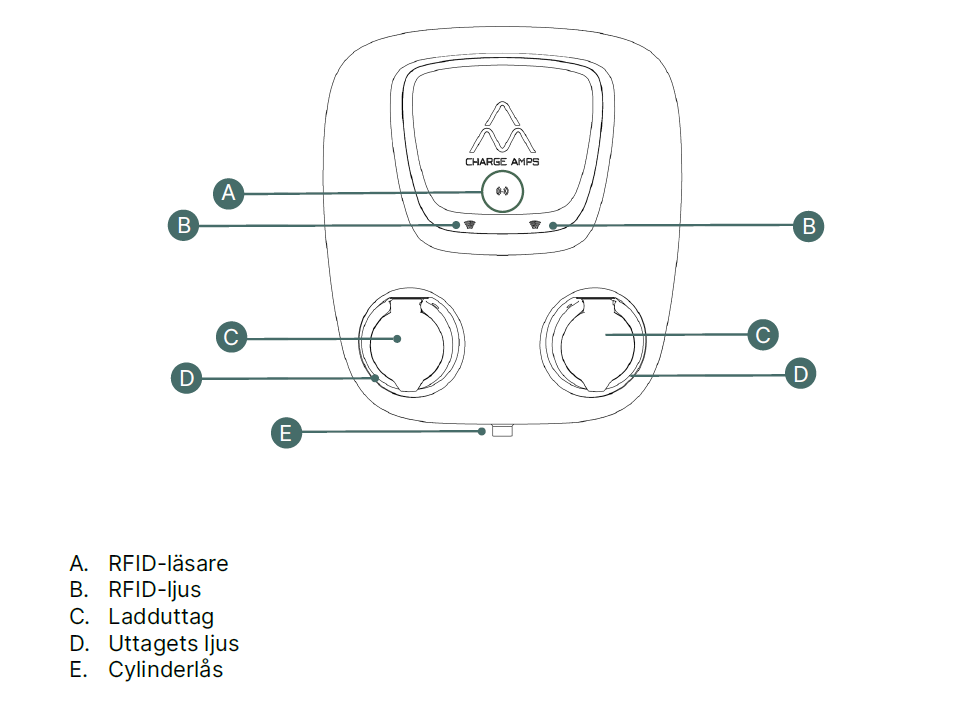 CHARGE AMPS
A
B
B
C
C
D
D
E
A. RFID-läsare
B. RFID-ljus
C. Ladduttag
D. Uttagets ljus
E. Cylinderlås